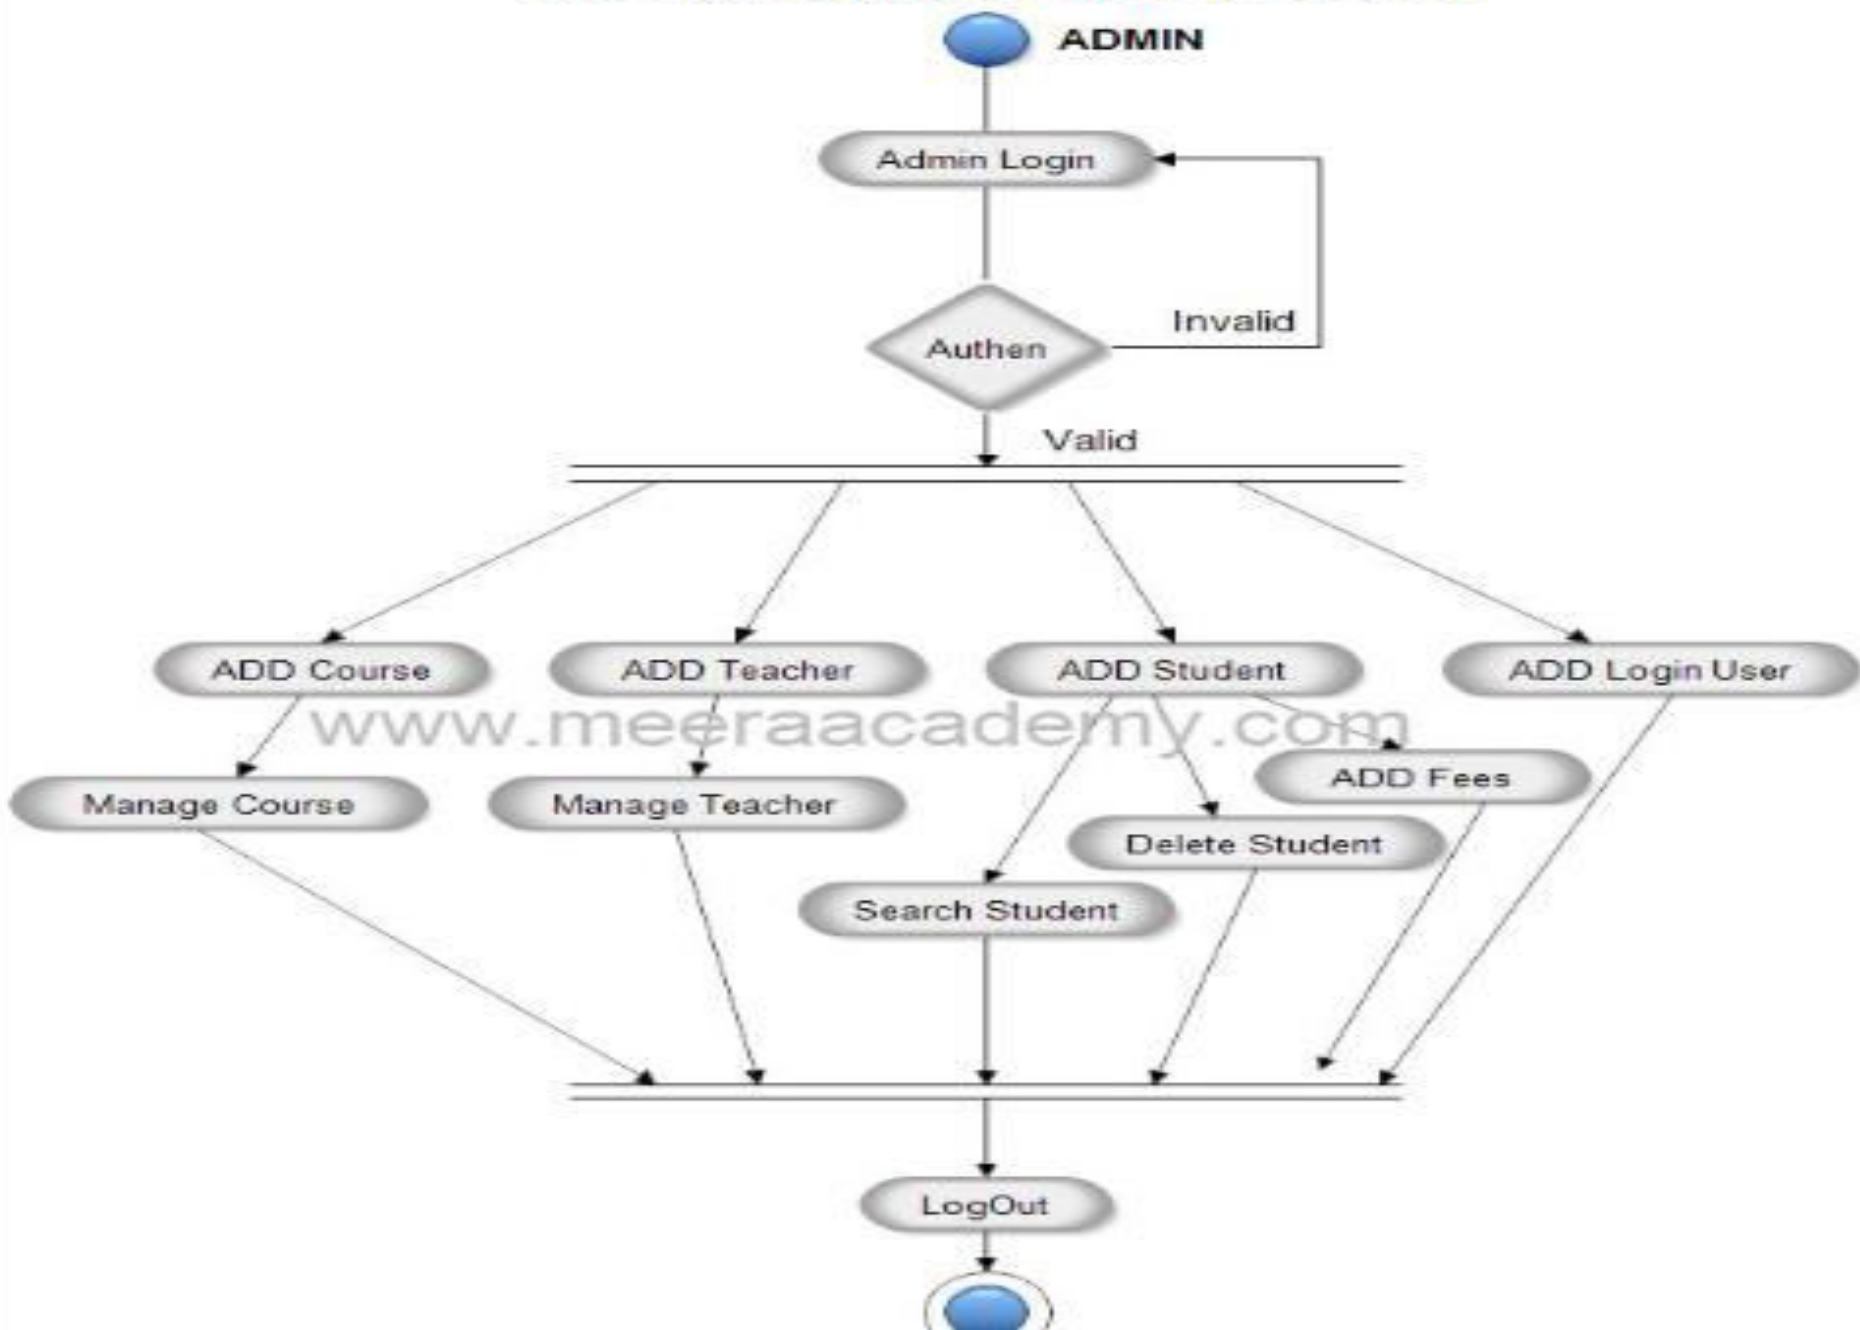 ADMIN
Admin Login
Invalid
Authen
Valid
ADD Course
ADD Teacher
ADD Student
ADD Login User
www.meeraacademy.com
ADD Fees
Manage Course
Manage Teacher
Delete Student
Search Student
LogOut